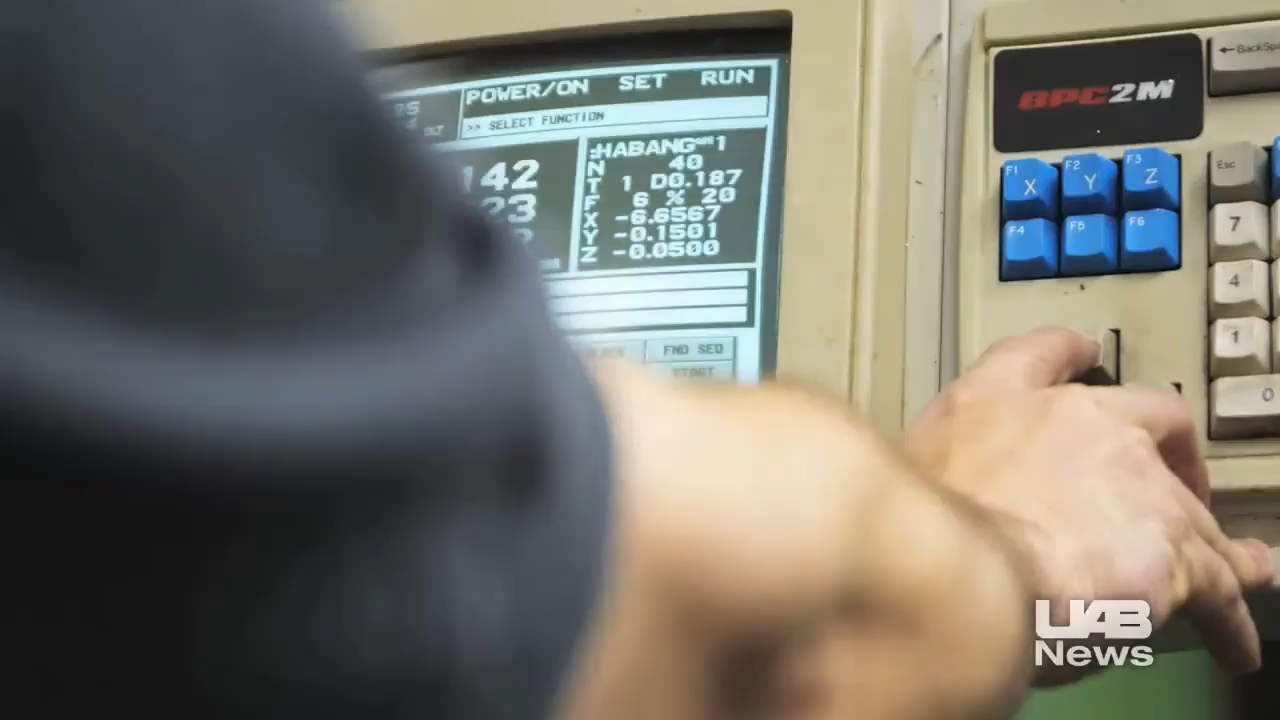 POWER/ON SET RUN
>> SELECT FUNCTION
:HABANG 1
N 40
T 1 D0.187
F 6 % 20
X -6.6567
Y -0.1501
Z -0.0500
142
23
FND SEQ
START
BPC2M
←BackSp
F1 X F2 Y F3 Z
F4 F5 F6
Esc
7
4
1
0
UAB
News